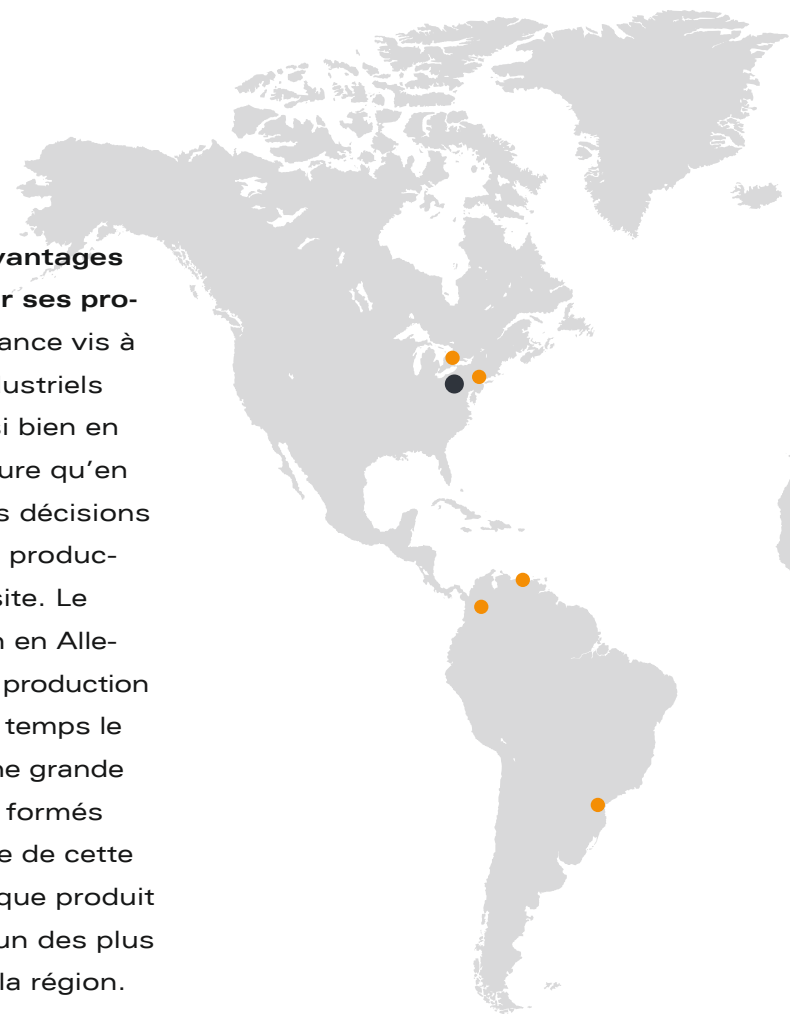 vantages
r ses pro-
ance vis à
ustriels
i bien en
ure qu’en
s décisions
produc-
site. Le
n en Alle-
production
temps le
ne grande
formés
e de cette
que produit
un des plus
la région.